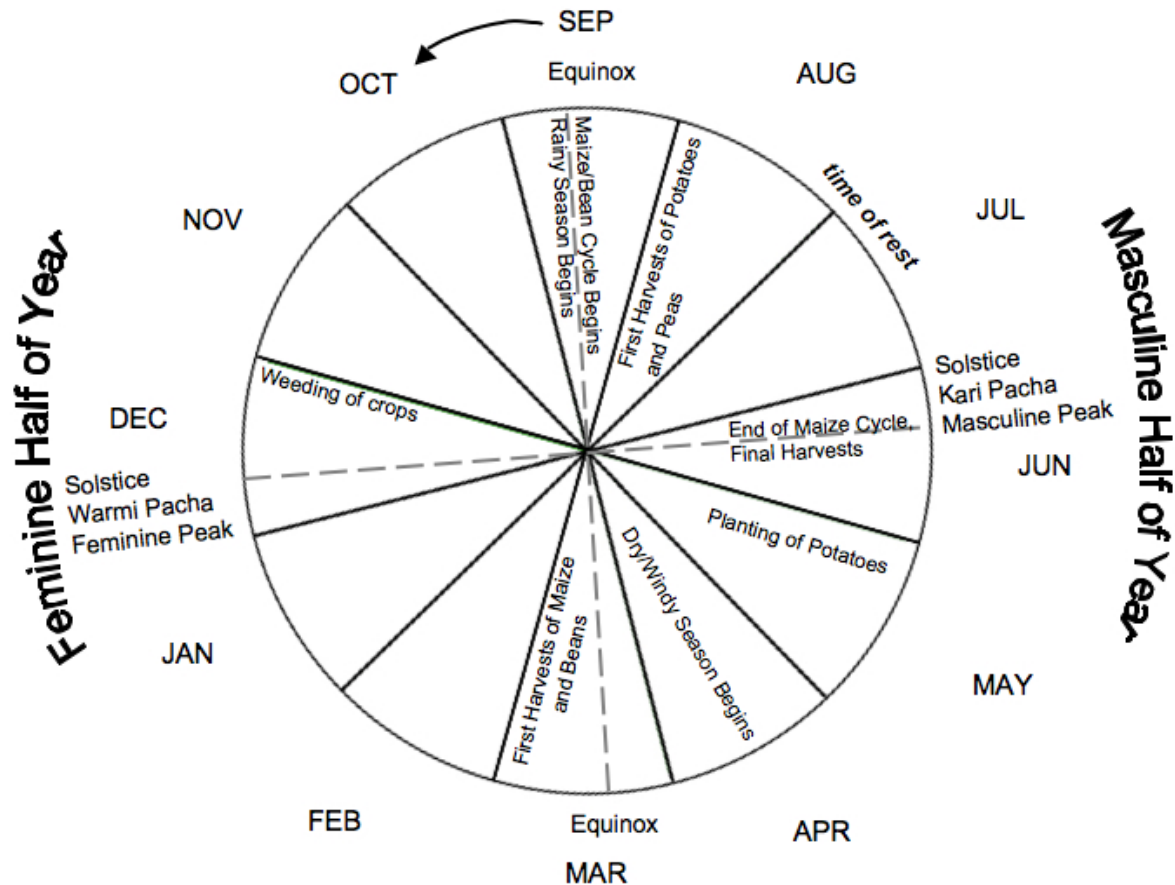 SEP
OCT
Equinox
AUG
NOV
JUL
time of rest
Maize/Bean Cycle Begins
Rainy Season Begins
First Harvests of Potatoes
and Peas
Feminine Half of Year
Masculine Half of Year
Weeding of crops
DEC
Solstice
Kari Pacha
Masculine Peak
End of Maize Cycle,
Final Harvests
JUN
Solstice
Warmi Pacha
Feminine Peak
Planting of Potatoes
Dry/Windy Season Begins
First Harvests of Maize
and Beans
JAN
MAY
FEB
Equinox
APR
MAR